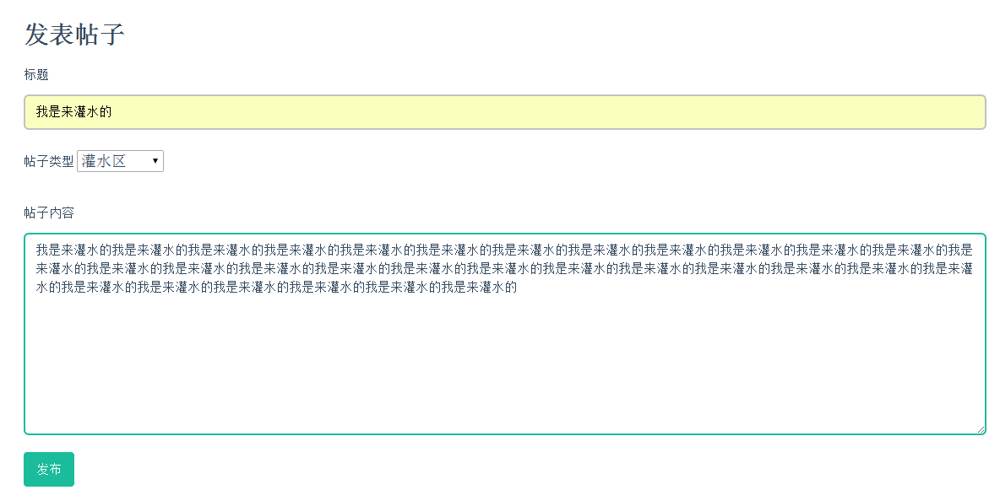 发表帖子
标题
我是来灌水的
帖子类型 灌水区
帖子内容
我是来灌水的我是来灌水的我是来灌水的我是来灌水的我是来灌水的我是来灌水的我是来灌水的我是来灌水的我是来灌水的我是来灌水的我是来灌水的我是来灌水的我是
来灌水的我是来灌水的我是来灌水的我是来灌水的我是来灌水的我是来灌水的我是来灌水的我是来灌水的我是来灌水的我是来灌水的我是来灌水的我是来灌水的我是来灌
水的我是来灌水的我是来灌水的我是来灌水的我是来灌水的我是来灌水的我是来灌水的
发布